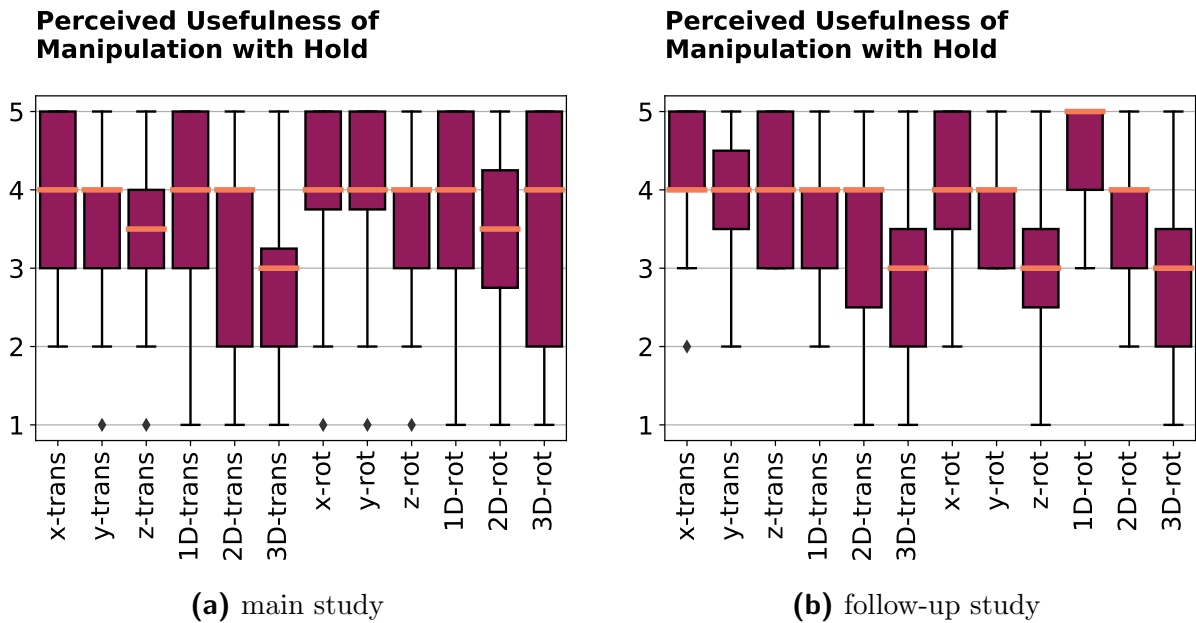 Perceived Usefulness of
Manipulation with Hold
5
4
3
2
1
x-trans
y-trans
z-trans
1D-trans
2D-trans
3D-trans
x-rot
y-rot
z-rot
1D-rot
2D-rot
3D-rot
(a) main study
Perceived Usefulness of
Manipulation with Hold
5
4
3
2
1
x-trans
y-trans
z-trans
1D-trans
2D-trans
3D-trans
x-rot
y-rot
z-rot
1D-rot
2D-rot
3D-rot
(b) follow-up study